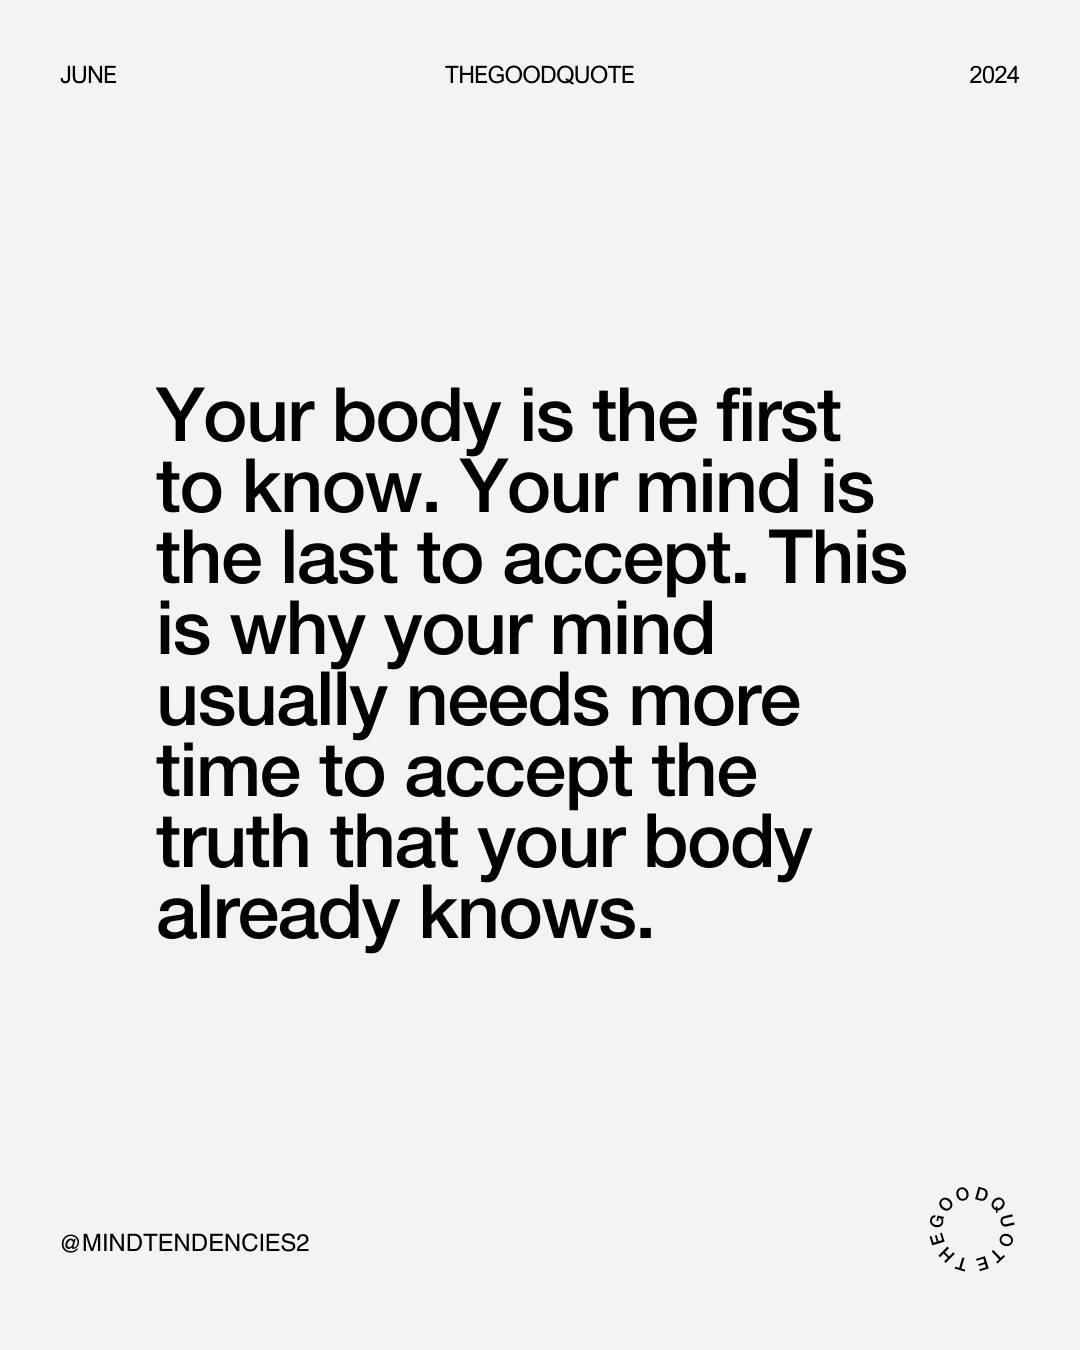 JUNE THEGOODQUOTE 2024
Your body is the first
to know. Your mind is
the last to accept. This
is why your mind
usually needs more
time to accept the
truth that your body
already knows.
@MINDTENDENCIES2
THEGOODQUOTE